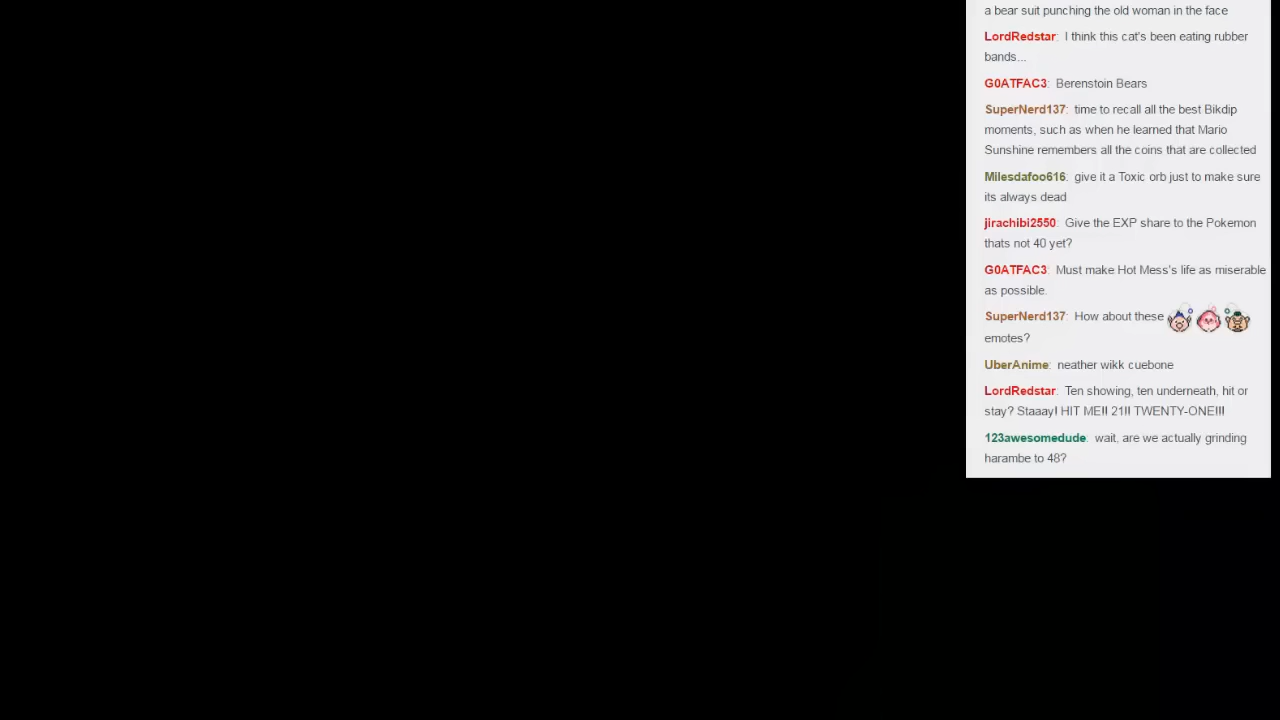 a bear suit punching the old woman in the face
LordRedstar: I think this cat's been eating rubber
bands...
G0ATFAC3: Berenstoin Bears
SuperNerd137: time to recall all the best Bikdip
moments, such as when he learned that Mario
Sunshine remembers all the coins that are collected
Milesdafoo616: give it a Toxic orb just to make sure
its always dead
jirachibi2550: Give the EXP share to the Pokemon
thats not 40 yet?
G0ATFAC3: Must make Hot Mess's life as miserable
as possible.
SuperNerd137: How about these
emotes?
UberAnime: neather wikk cuebone
LordRedstar: Ten showing, ten underneath, hit or
stay? Staaay! HIT ME!! 21!! TWENTY-ONE!!!
123awesomedude: wait, are we actually grinding
harambe to 48?